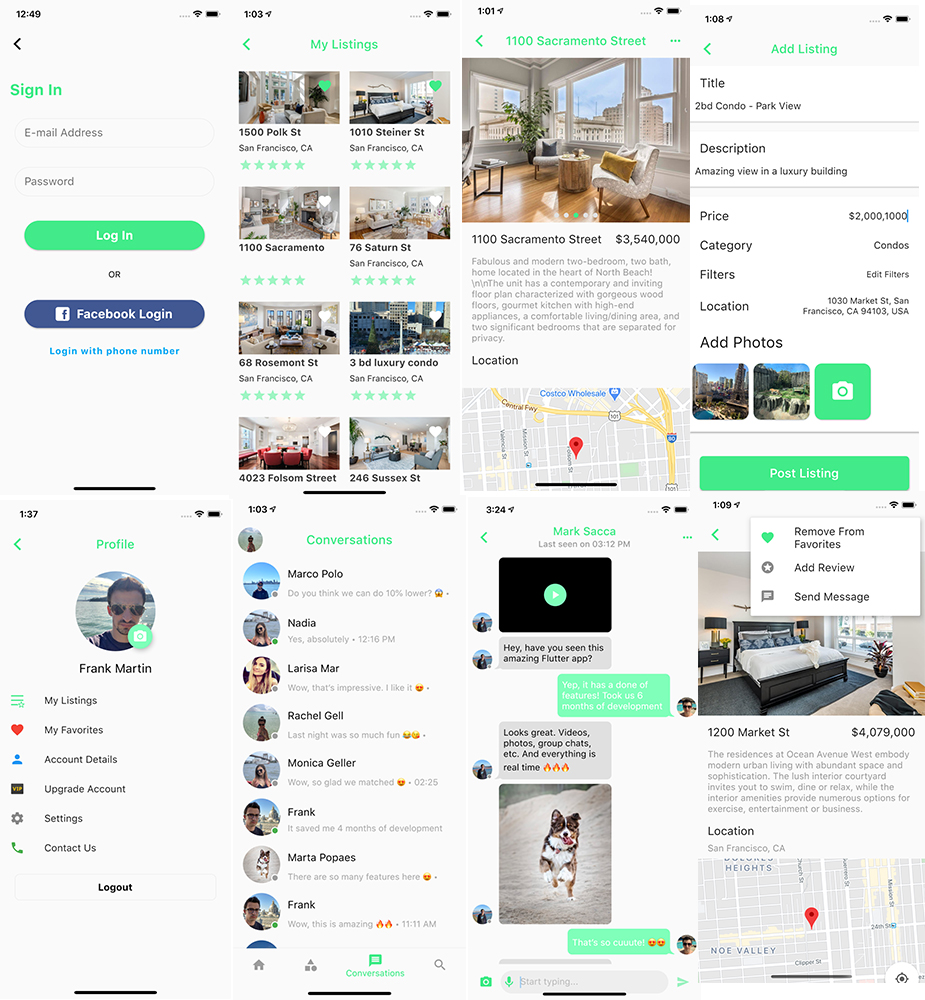 12:49
Sign In
E-mail Address
Password
Log In
OR
Facebook Login
Login with phone number
1:03
My Listings
1500 Polk St
San Francisco, CA
1010 Steiner St
San Francisco, CA
1100 Sacramento
76 Saturn St
San Francisco, CA
68 Rosemont St
San Francisco, CA
3 bd luxury condo
San Francisco, CA
4023 Folsom Street
246 Sussex St
1:01
1100 Sacramento Street
1100 Sacramento Street $3,540,000
Fabulous and modern two-bedroom, two bath,
home located in the heart of North Beach!
\n\nThe unit has a contemporary and inviting
floor plan characterized with gorgeous wood
floors, gourmet kitchen with high-end
appliances, a comfortable living/dining area, and
two significant bedrooms that are separated for
privacy.
Location
Costco Wholesale
Central Fwy
101
80
Valencia St
Mission St
Folsom St
101
1:08
Add Listing
Title
2bd Condo - Park View
Description
Amazing view in a luxury building
Price $2,000,1000
Category Condos
Filters Edit Filters
Location 1030 Market St, San
Francisco, CA 94103, USA
Add Photos
Post Listing
1:37
Profile
Frank Martin
My Listings
My Favorites
Account Details
VIP Upgrade Account
Settings
Contact Us
Logout
1:03
Conversations
Marco Polo
Do you think we can do 10% lower? 😱 •
Nadia
Yes, absolutely • 12:16 PM
Larisa Mar
Wow, that's impressive. I like it 😍 •
Rachel Gell
Last night was so much fun 😂😘 •
Monica Geller
Wow, so glad we matched 😍 • 02:25
Frank
It saved me 4 months of development
Marta Popaes
There are so many features here 😍 •
Frank
Wow, this is amazing 🔥🔥 • 11:11 AM
Conversations
3:24
Mark Sacca
Last seen on 03:12 PM
Hey, have you seen this
amazing Flutter app?
Yep, it has a done of
features! Took us 6
months of development
Looks great. Videos,
photos, group chats,
etc. And everything is
real time 🔥🔥🔥
That's so cuuute! 😍😍
Start typing...
1:09
Remove From
Favorites
Add Review
Send Message
1200 Market St $4,079,000
The residences at Ocean Avenue West embody
modern urban living with abundant space and
sophistication. The lush interior courtyard
invites yout to swim, dine or relax, while the
interior amenities provide numerous options for
exercise, entertainment or business.
Location
San Francisco, CA
DOLORES
HEIGHTS
Church St
Guerrero St
Mission St
24th St
NOE VALLEY
Clipper St